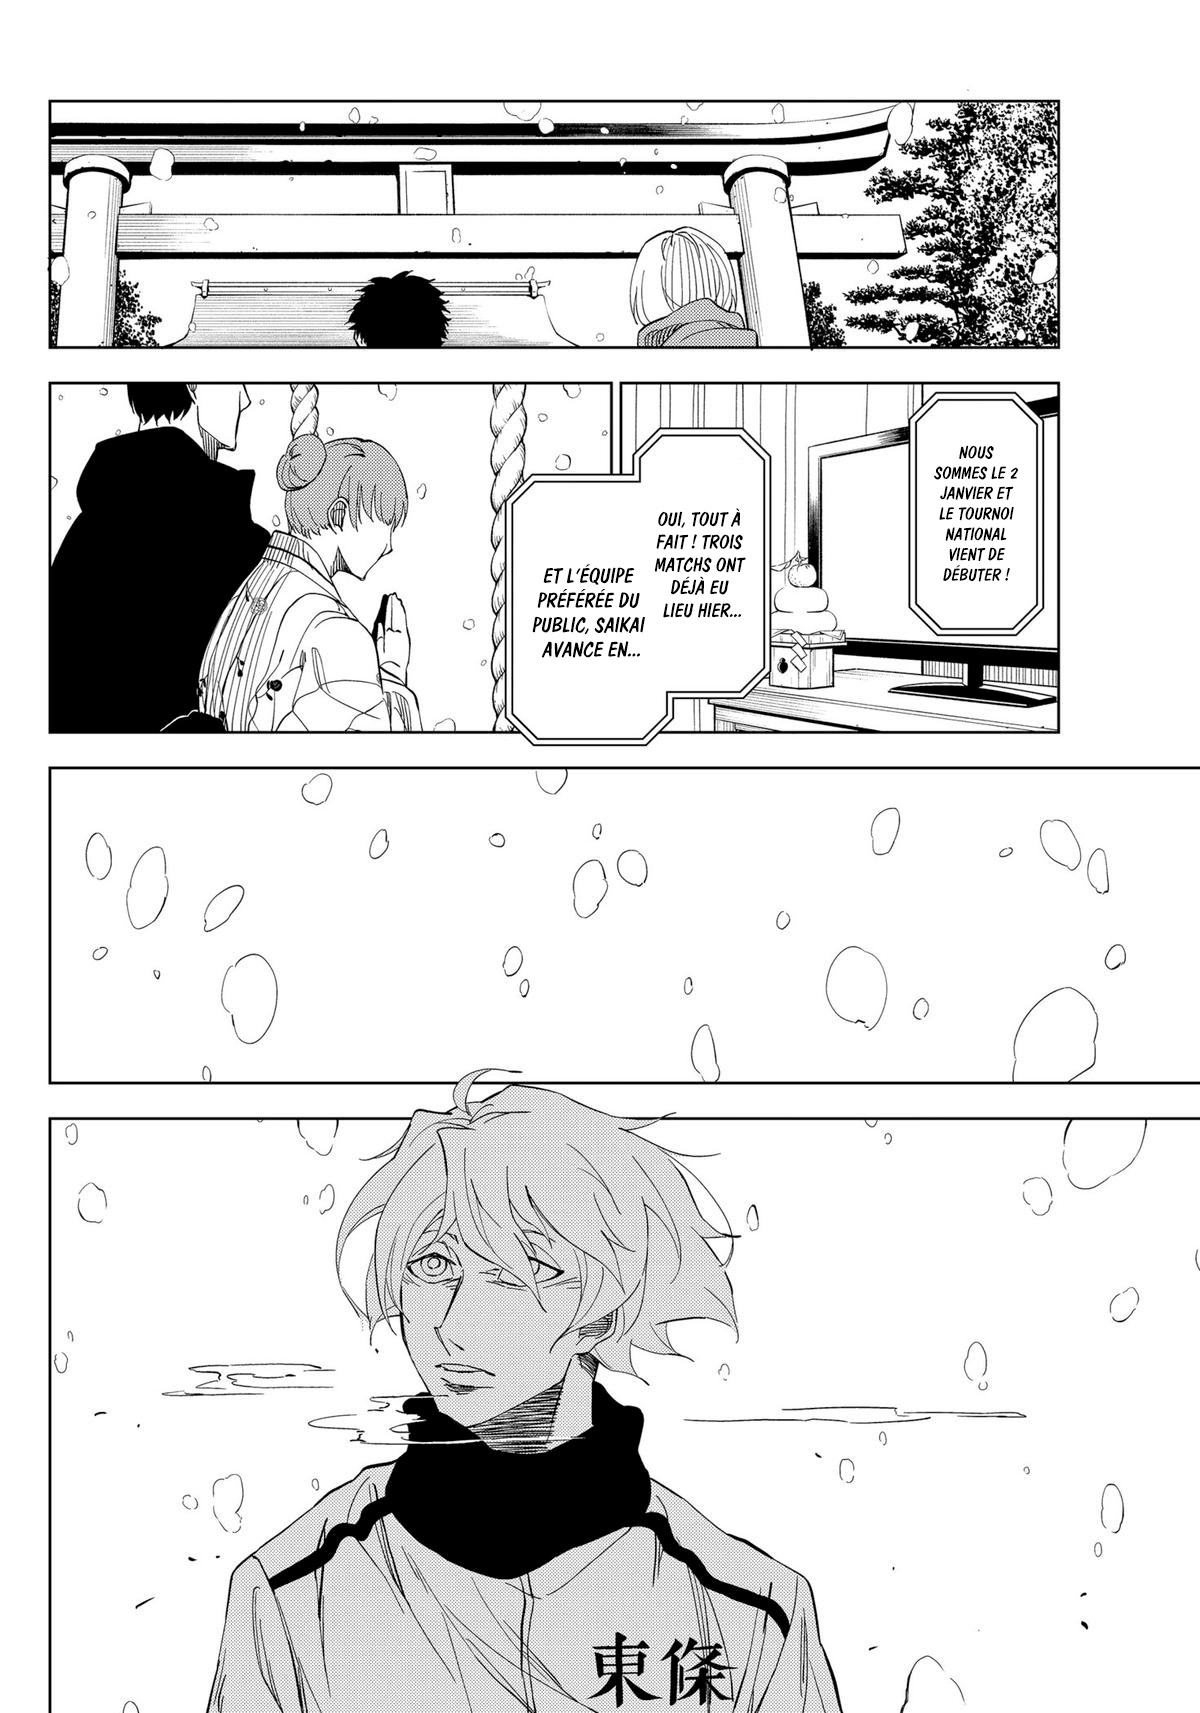 NOUS
SOMMES LE 2
JANVIER ET
LE TOURNOI
NATIONAL
VIENT DE
DÉBUTER !
OUI, TOUT À
FAIT ! TROIS
MATCHS ONT
DÉJÀ EU
LIEU HIER...
ET L'ÉQUIPE
PRÉFÉRÉE DU
PUBLIC, SAIKAI
AVANCE EN...
東條